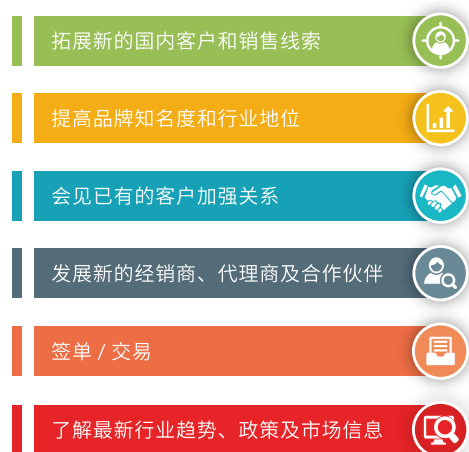 拓展新的国内客户和销售线索
提高品牌知名度和行业地位
会见已有的客户加强关系
发展新的经销商、代理商及合作伙伴
签单 / 交易
了解最新行业趋势、政策及市场信息